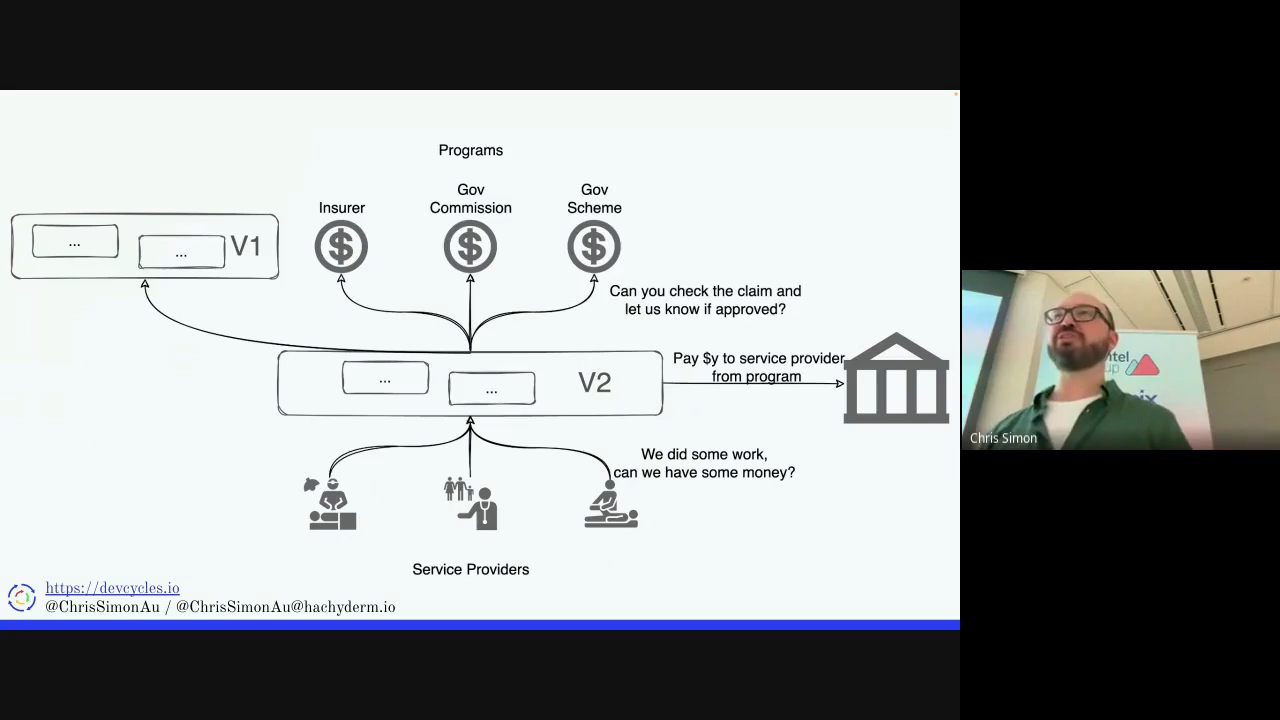 Programs
Insurer
Gov
Commission
Gov
Scheme
...
...
V1
Can you check the claim and
let us know if approved?
...
...
V2
Pay $y to service provider
from program
We did some work,
can we have some money?
Service Providers
https://devcycles.io
@ChrisSimonAu / @ChrisSimonAu@hachyderm.io
Chris Simon